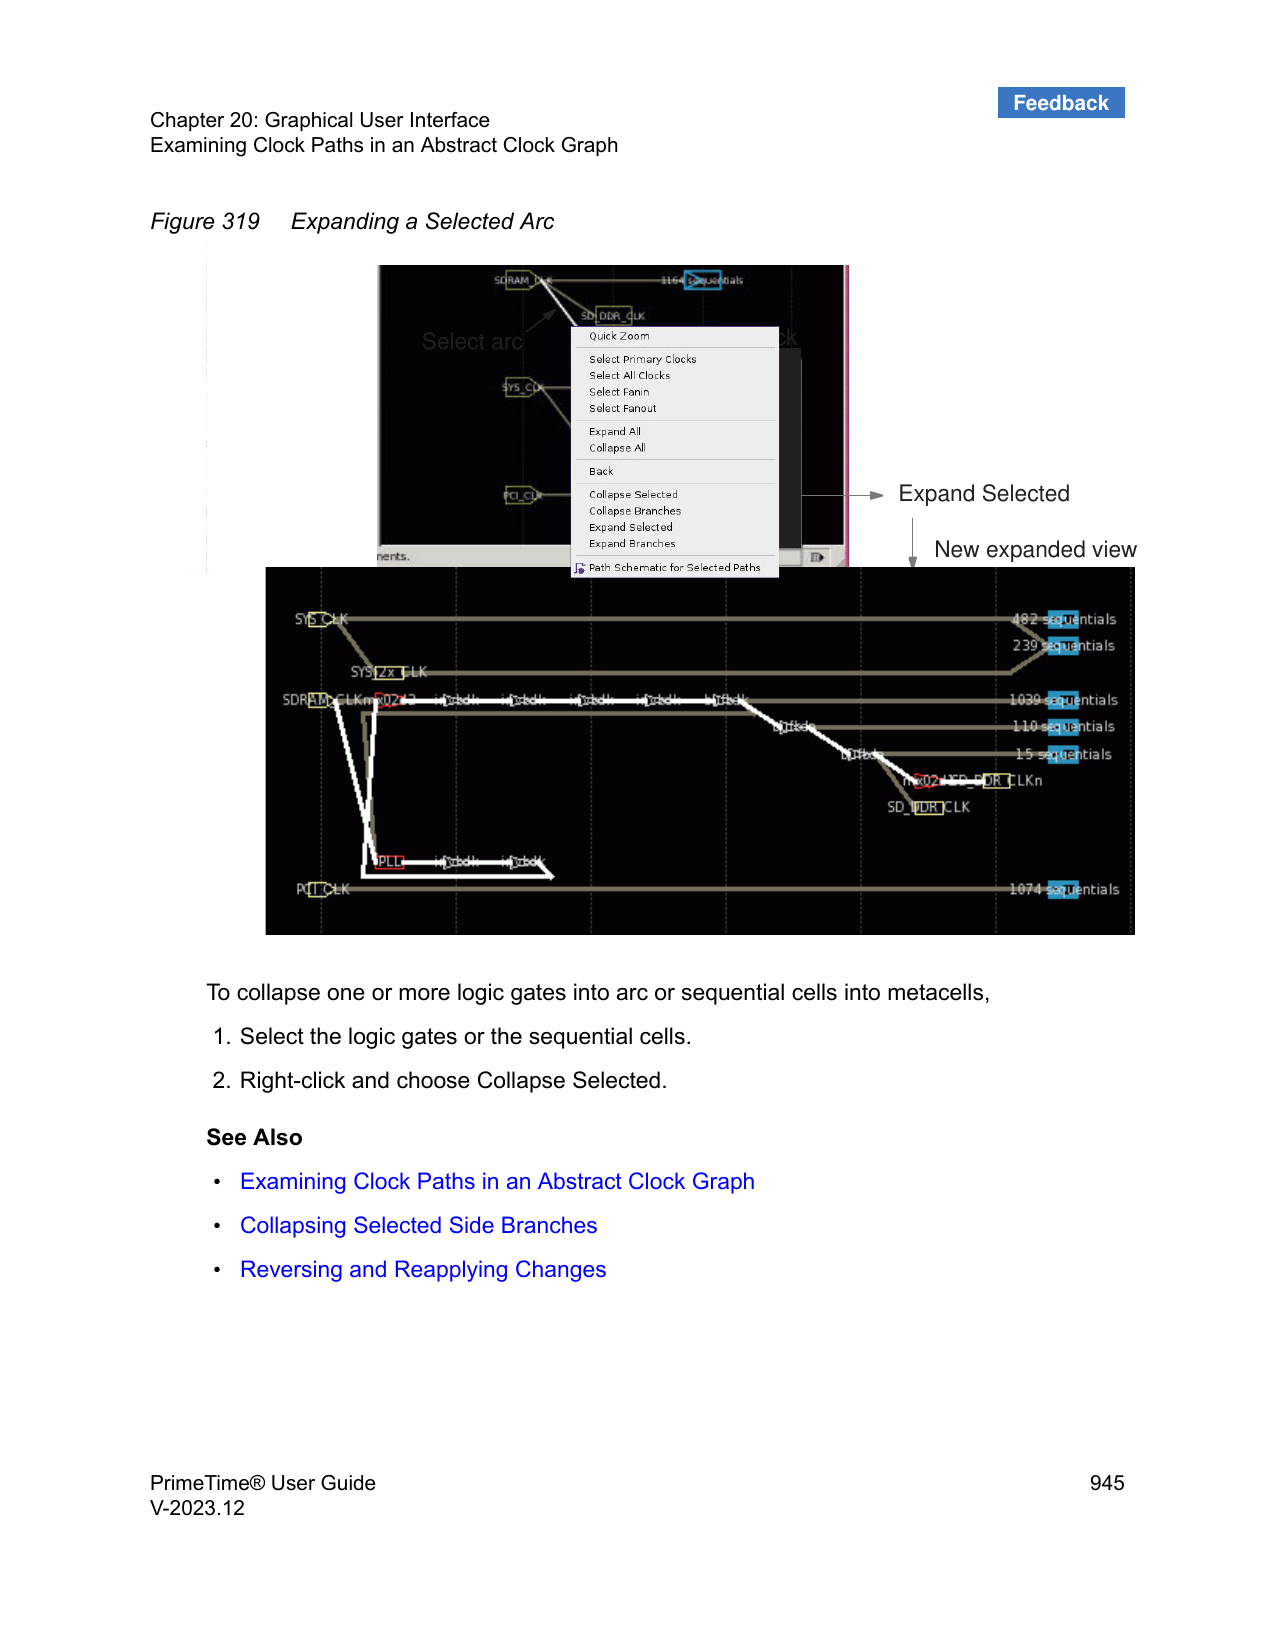 Feedback
Chapter 20: Graphical User Interface
Examining Clock Paths in an Abstract Clock Graph
Figure 319 Expanding a Selected Arc
SDRAM_CLK
1164 sequentials
SD_DDR_CLK
Select arc
Quick Zoom
Select Primary Clocks
Select All Clocks
Select Fanin
Select Fanout
SYS_CLK
Expand All
Collapse All
Back
Collapse Selected
Collapse Branches
Expand Selected
Expand Branches
PCI_CLK
Expand Selected
New expanded view
nents.
Path Schematic for Selected Paths
SYS_CLK
482 sequentials
239 sequentials
SYS_2x_CLK
SDRAM_CLK
1039 sequentials
110 sequentials
15 sequentials
SD_DDR_CLKn
SD_DDR_CLK
PLL
PCI_CLK
1074 sequentials
To collapse one or more logic gates into arc or sequential cells into metacells,
1. Select the logic gates or the sequential cells.
2. Right-click and choose Collapse Selected.
See Also
• Examining Clock Paths in an Abstract Clock Graph
• Collapsing Selected Side Branches
• Reversing and Reapplying Changes
PrimeTime® User Guide
945
V-2023.12